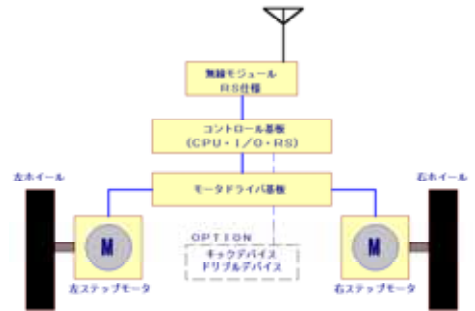 無線モジュール
RS仕様
コントロール基板
(CPU・I/O・RS)
左ホイール
右ホイール
モータドライバ基板
M
M
OPTION
キックデバイス
ドリブルデバイス
左ステップモータ
右ステップモータ